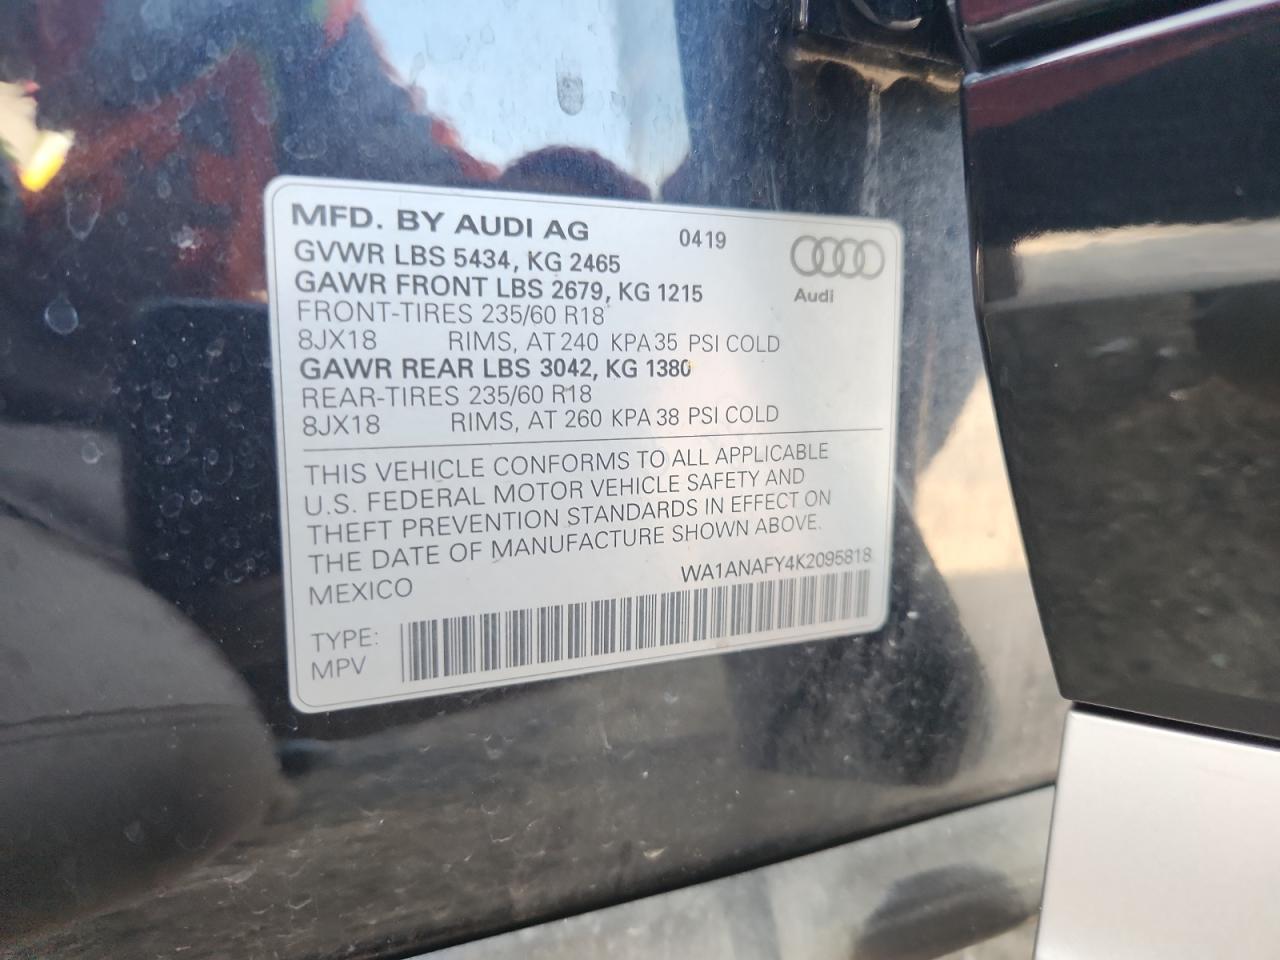 MFD. BY AUDI AG 0419
GVWR LBS 5434, KG 2465
GAWR FRONT LBS 2679, KG 1215
Audi
FRONT-TIRES 235/60 R18
8JX18 RIMS, AT 240 KPA 35 PSI COLD
GAWR REAR LBS 3042, KG 1380
REAR-TIRES 235/60 R18
8JX18 RIMS, AT 260 KPA 38 PSI COLD
THIS VEHICLE CONFORMS TO ALL APPLICABLE
U.S. FEDERAL MOTOR VEHICLE SAFETY AND
THEFT PREVENTION STANDARDS IN EFFECT ON
THE DATE OF MANUFACTURE SHOWN ABOVE.
MEXICO WA1ANAFY4K2095818
TYPE:
MPV